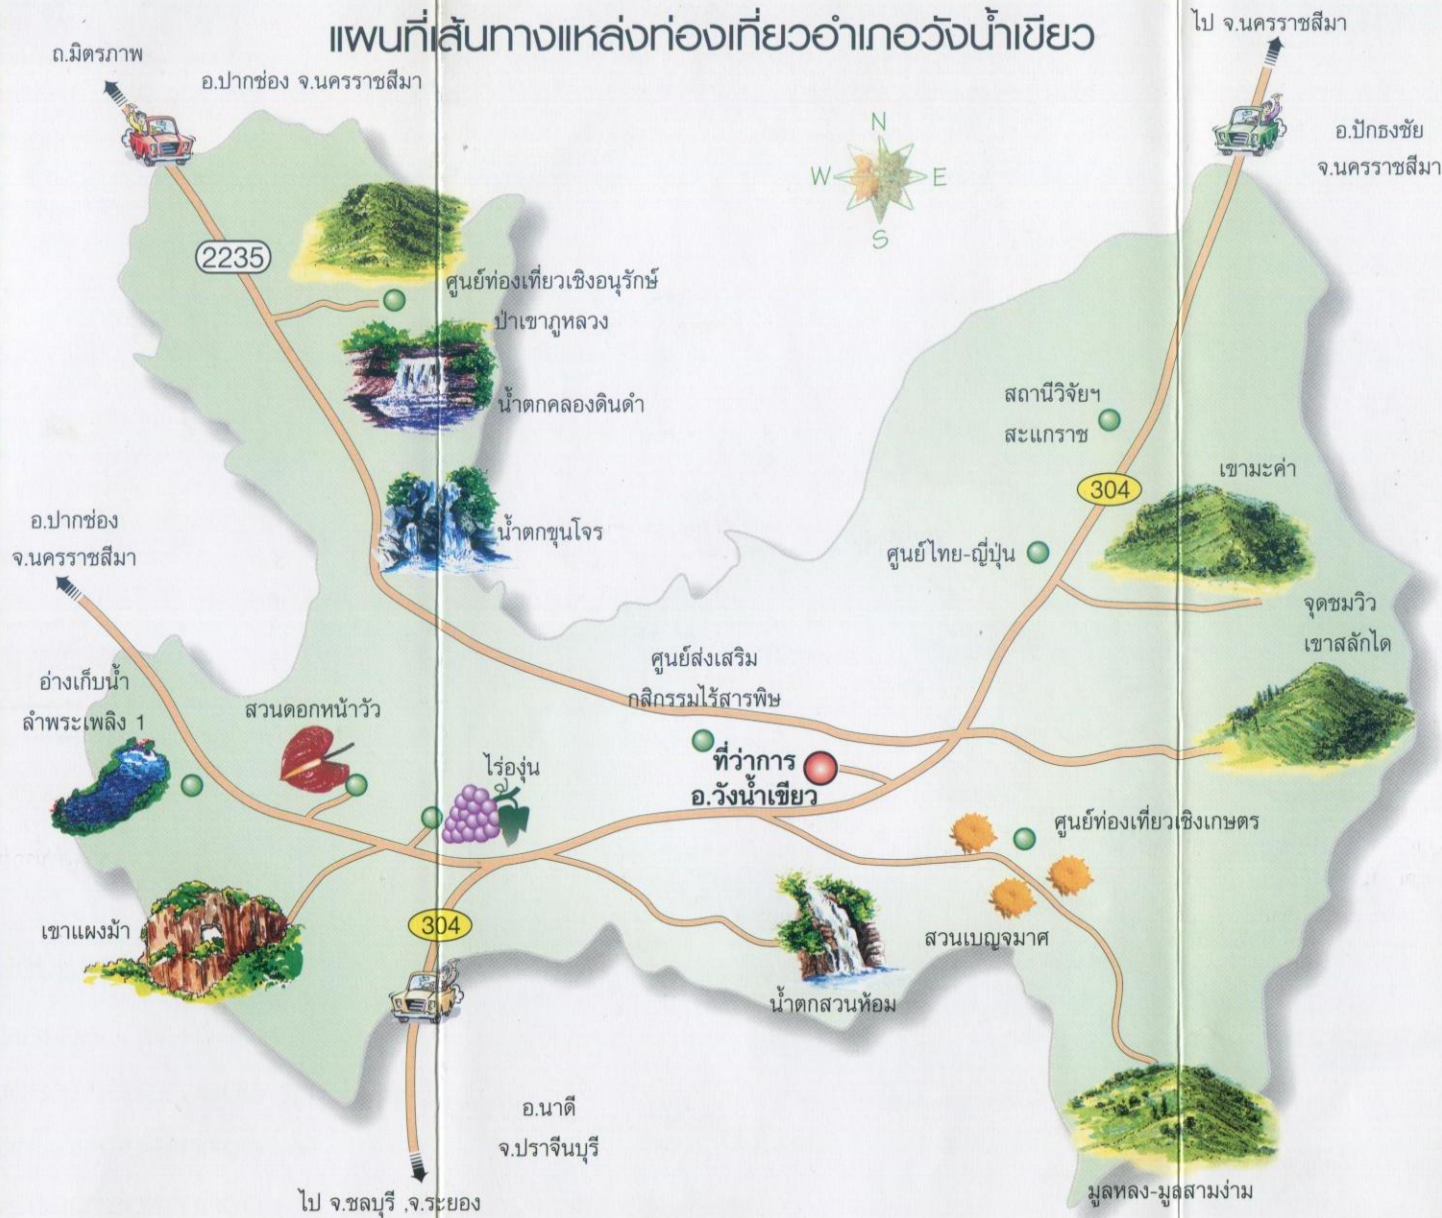 แผนที่เส้นทางแหล่งท่องเที่ยวอำเภอวังน้ำเขียว
ไป จ.นครราชสีมา
ถ.มิตรภาพ
อ.ปากช่อง จ.นครราชสีมา
อ.ปักธงชัย
จ.นครราชสีมา
N
W
E
S
2235
ศูนย์ท่องเที่ยวเชิงอนุรักษ์
ป่าเขาภูหลวง
น้ำตกคลองดินดำ
สถานีวิจัยฯ
สะแกราช
304
เขามะค่า
อ.ปากช่อง
จ.นครราชสีมา
น้ำตกขุนโจร
ศูนย์ไทย-ญี่ปุ่น
จุดชมวิว
เขาสลักได
ศูนย์ส่งเสริม
กสิกรรมไร้สารพิษ
อ่างเก็บน้ำ
ลำพระเพลิง 1
สวนดอกหน้าวัว
ไร่องุ่น
ที่ว่าการ
อ.วังน้ำเขียว
ศูนย์ท่องเที่ยวเชิงเกษตร
เขาแผงม้า
304
สวนเบญจมาศ
น้ำตกสวนห้อม
อ.นาดี
จ.ปราจีนบุรี
มูลหลง-มูลสามง่าม
ไป จ.ชลบุรี ,จ.ระยอง